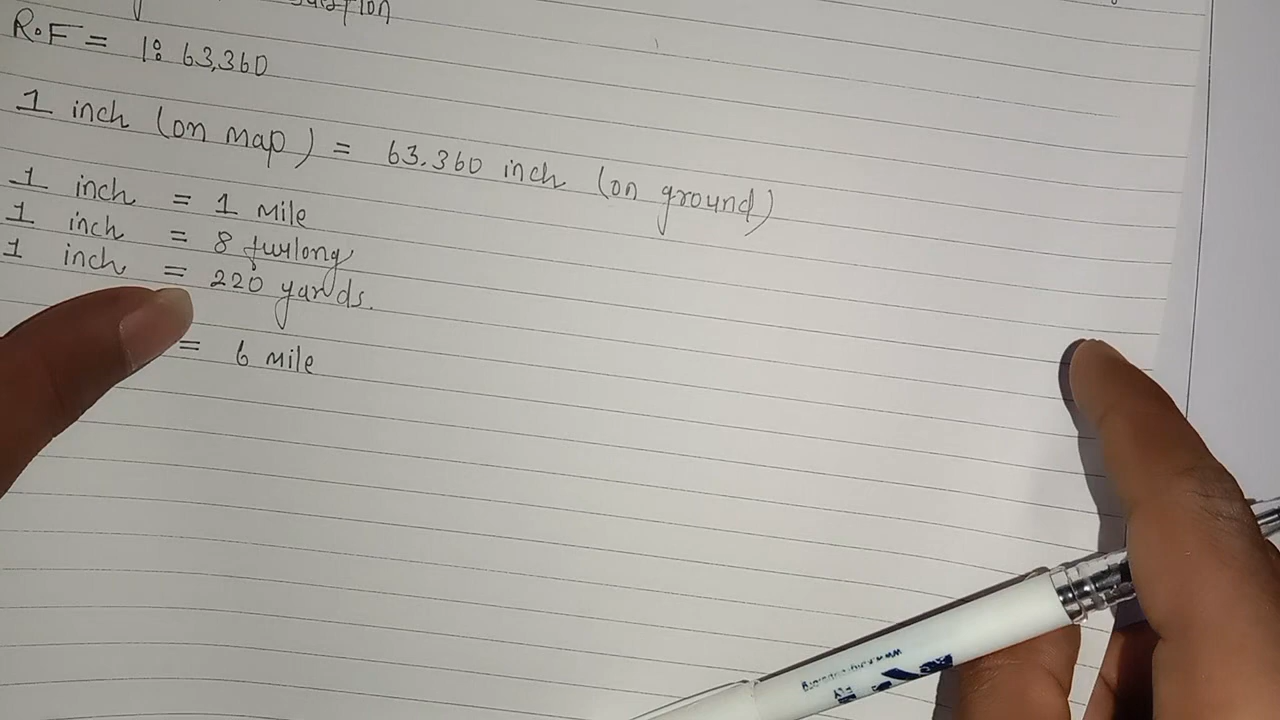 R.F = 1: 63,360
1 inch (on map) = 63.360 inch (on ground)
1 inch = 1 Mile
1 inch = 8 furlong
1 inch = 220 yards.
= 6 mile